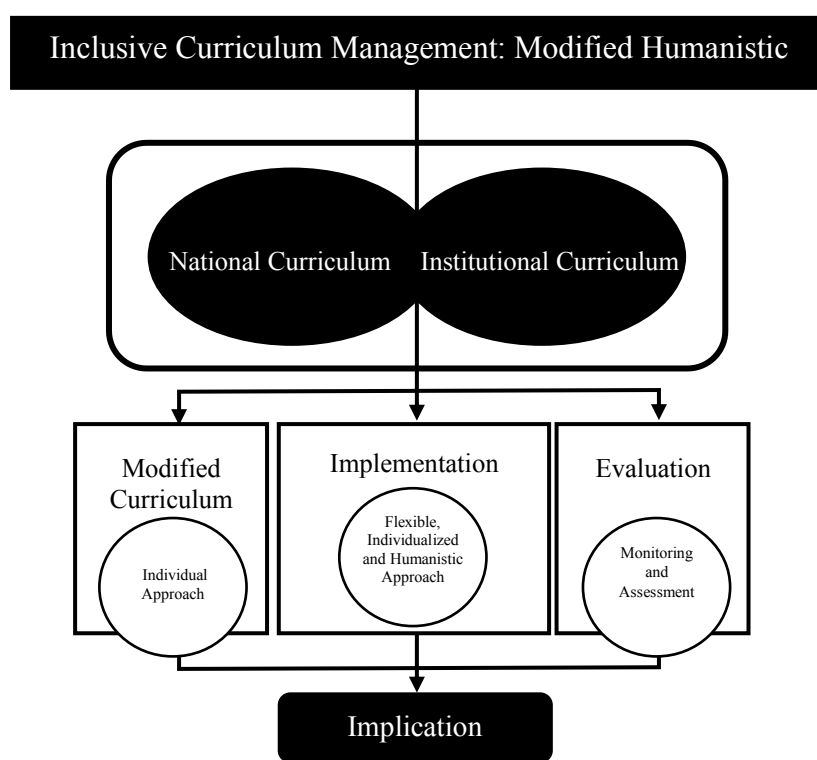 Inclusive Curriculum Management: Modified Humanistic
National Curriculum
Institutional Curriculum
Modified
Curriculum
Individual
Approach
Implementation
Flexible,
Individualized
and Humanistic
Approach
Evaluation
Monitoring
and
Assessment
Implication